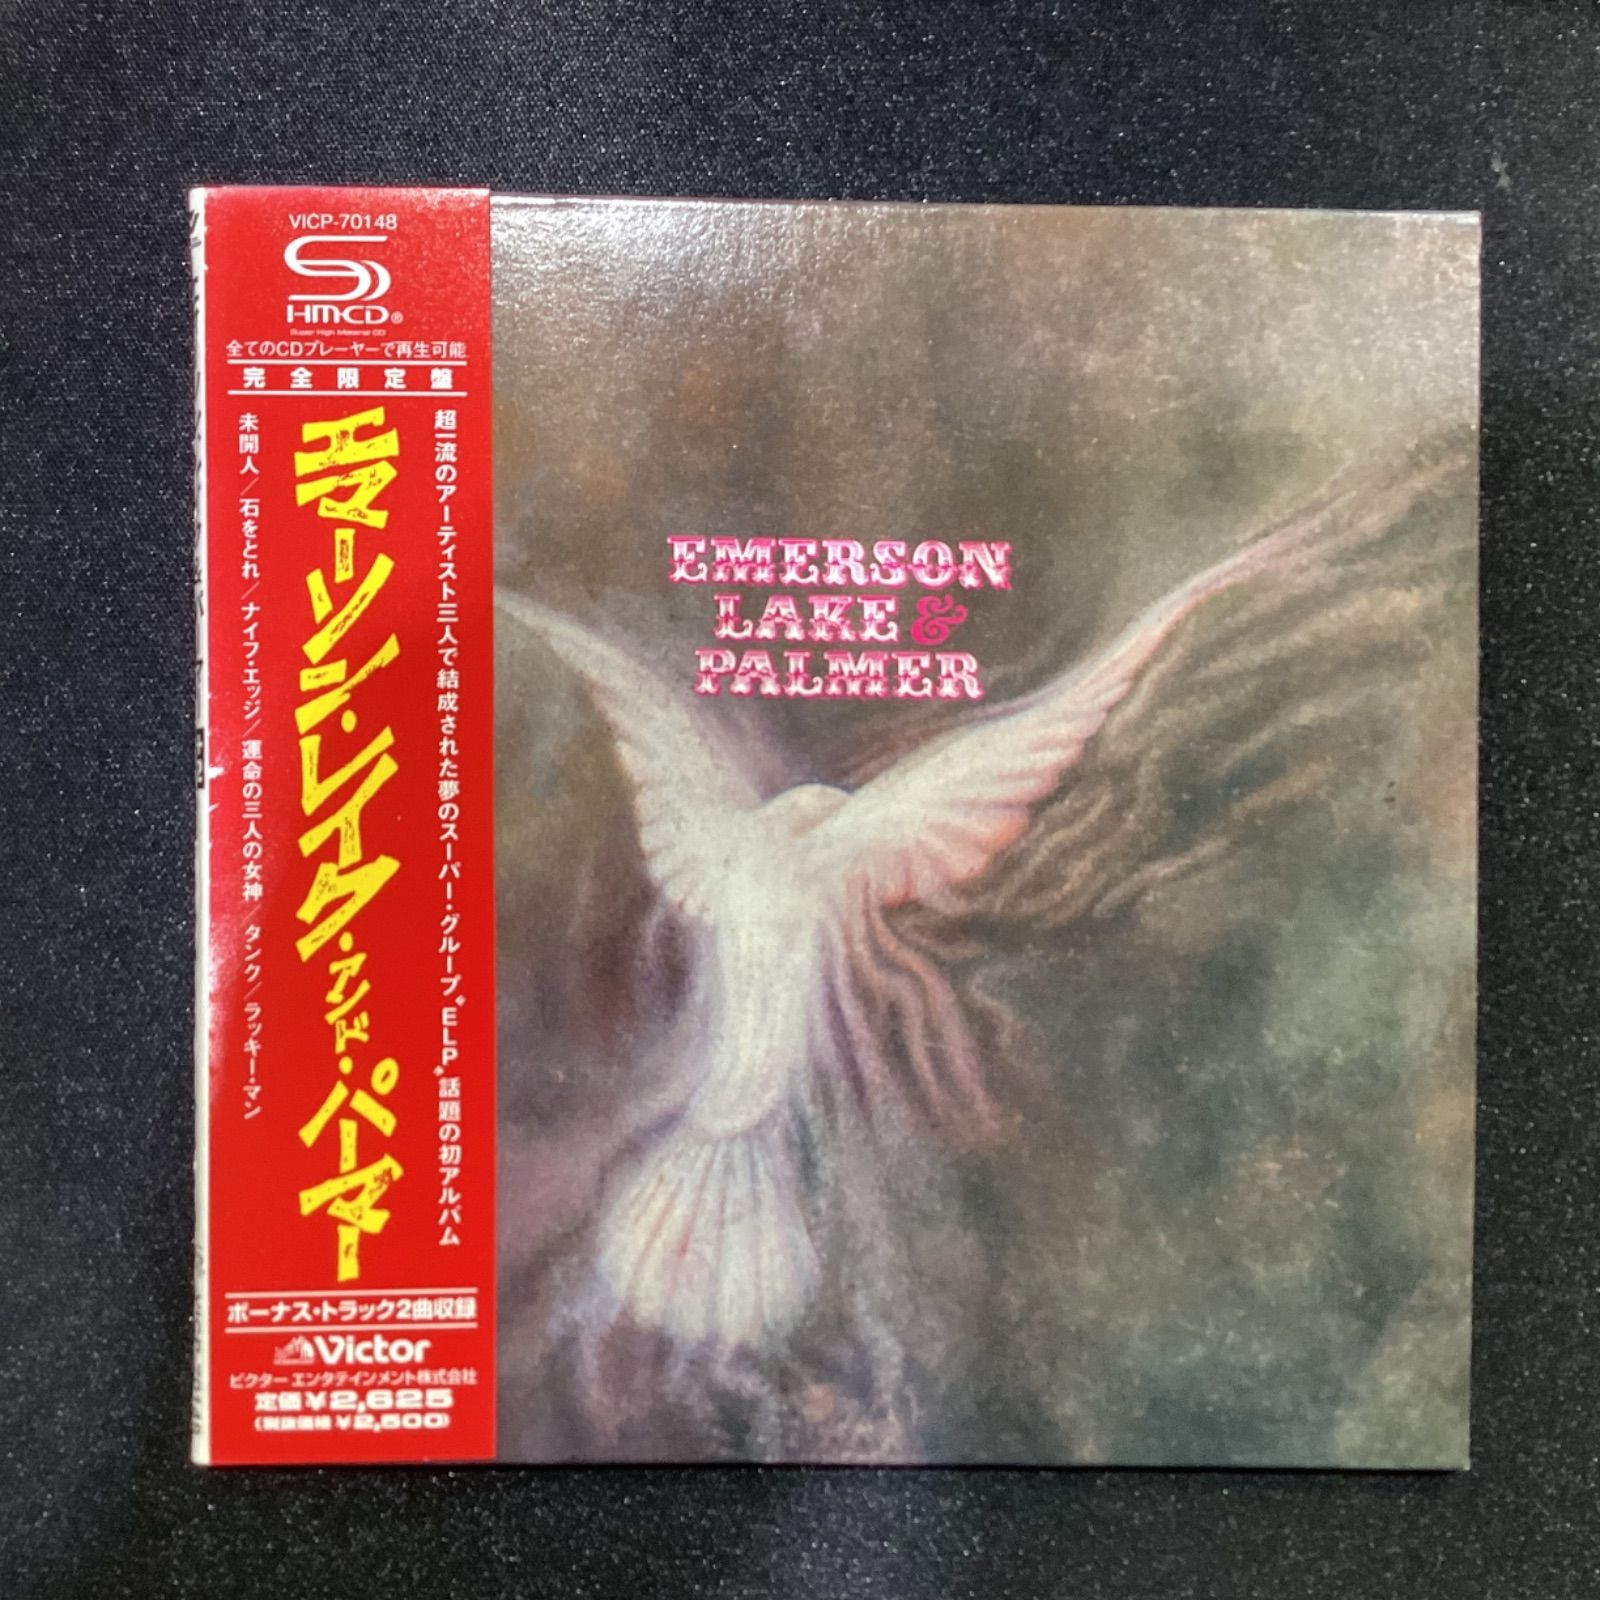 VICP-70148
SHM-CD®
Super High Material CD
全てのCDプレーヤーで再生可能
完全限定盤
超一流のアーティスト三人で結成された夢のスーパー・グループ〝ELP〟話題の初アルバム
エマーソン・レイク・アンド・パーマー
未開人／石をとれ／ナイフ・エッジ／運命の三人の女神／タンク／ラッキー・マン
ボーナス・トラック2曲収録
Victor
ビクターエンタテインメント株式会社
定価¥2,625
(税抜価格¥2,500)
EMERSON
LAKE &
PALMER